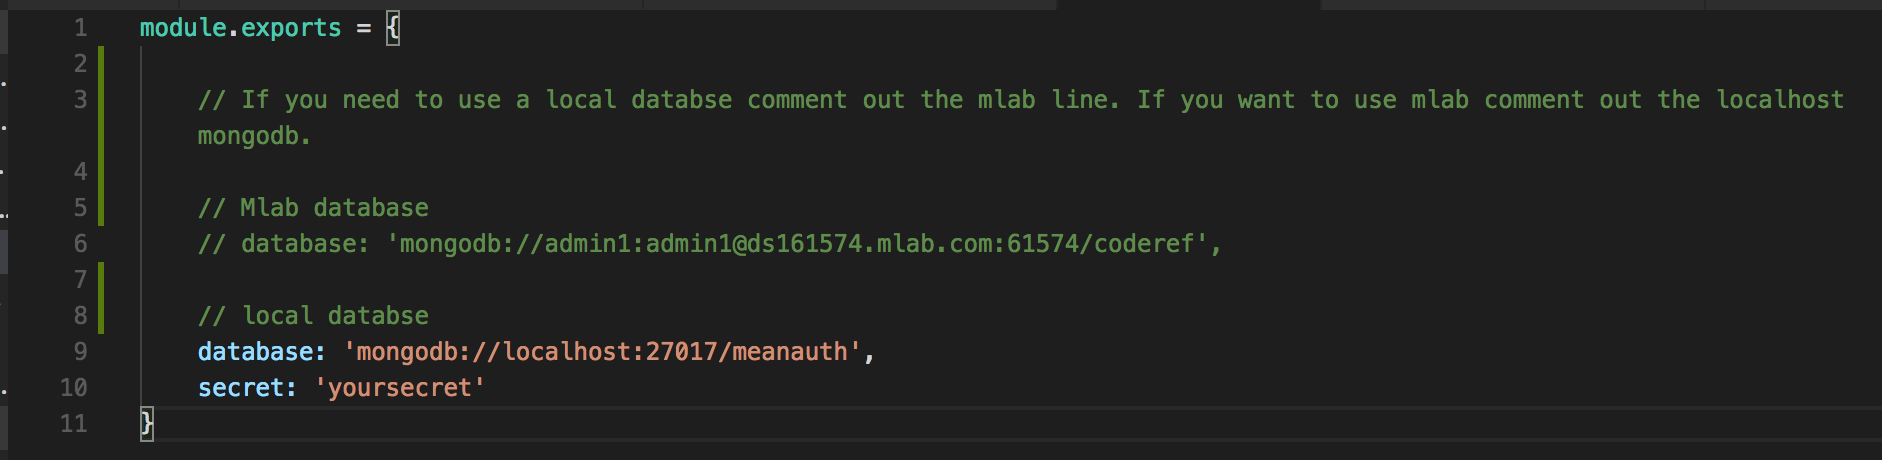 1 module.exports = {
2
3 // If you need to use a local databse comment out the mlab line. If you want to use mlab comment out the localhost
mongodb.
4
5 // Mlab database
6 // database: 'mongodb://admin1:admin1@ds161574.mlab.com:61574/coderef',
7
8 // local databse
9 database: 'mongodb://localhost:27017/meanauth',
10 secret: 'yoursecret'
11 }